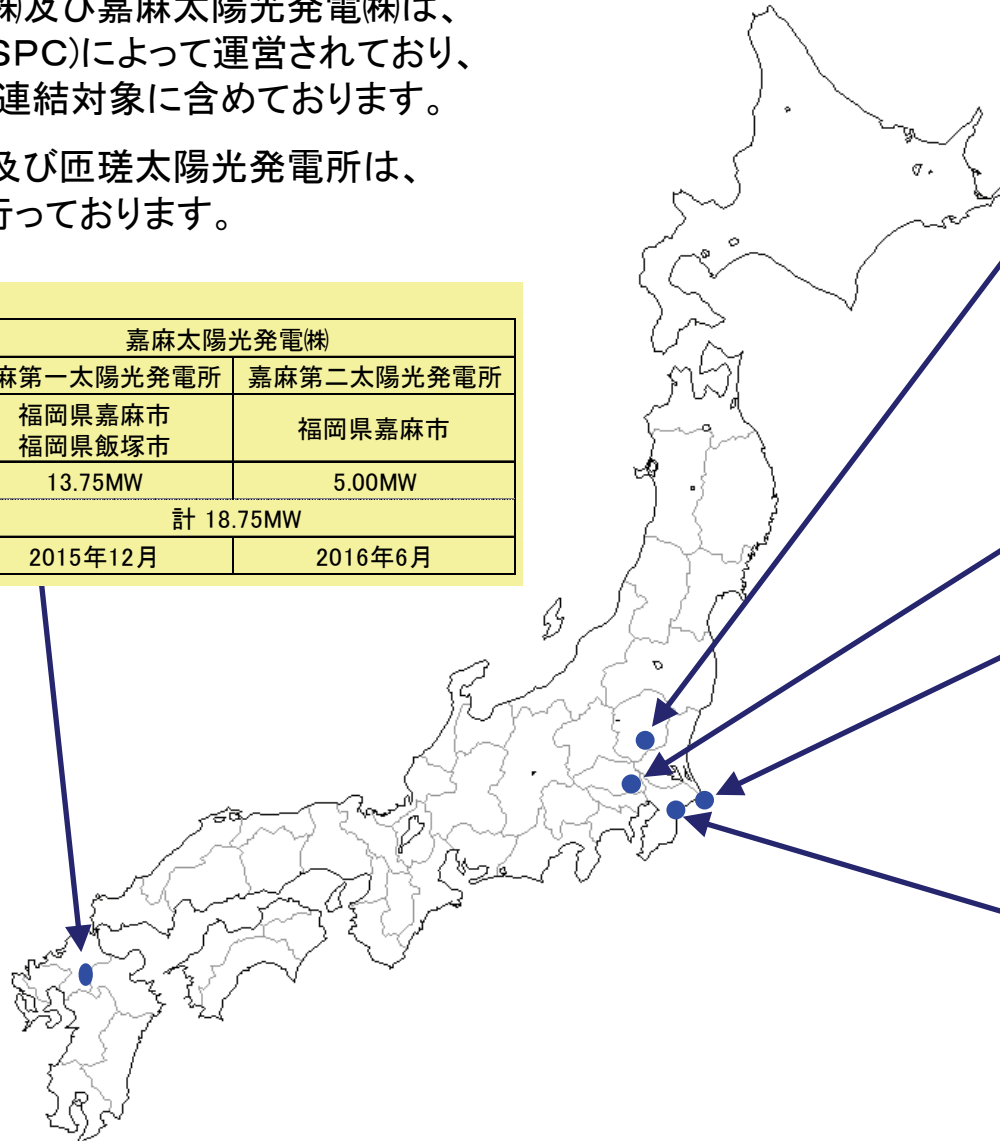 ㈱及び嘉麻太陽光発電㈱は、
SPC)によって運営されており、
連結対象に含めております。
及び匝瑳太陽光発電所は、
行っております。
嘉麻太陽光発電㈱
麻第一太陽光発電所 嘉麻第二太陽光発電所
福岡県嘉麻市
福岡県飯塚市
福岡県嘉麻市
13.75MW 5.00MW
計 18.75MW
2015年12月 2016年6月